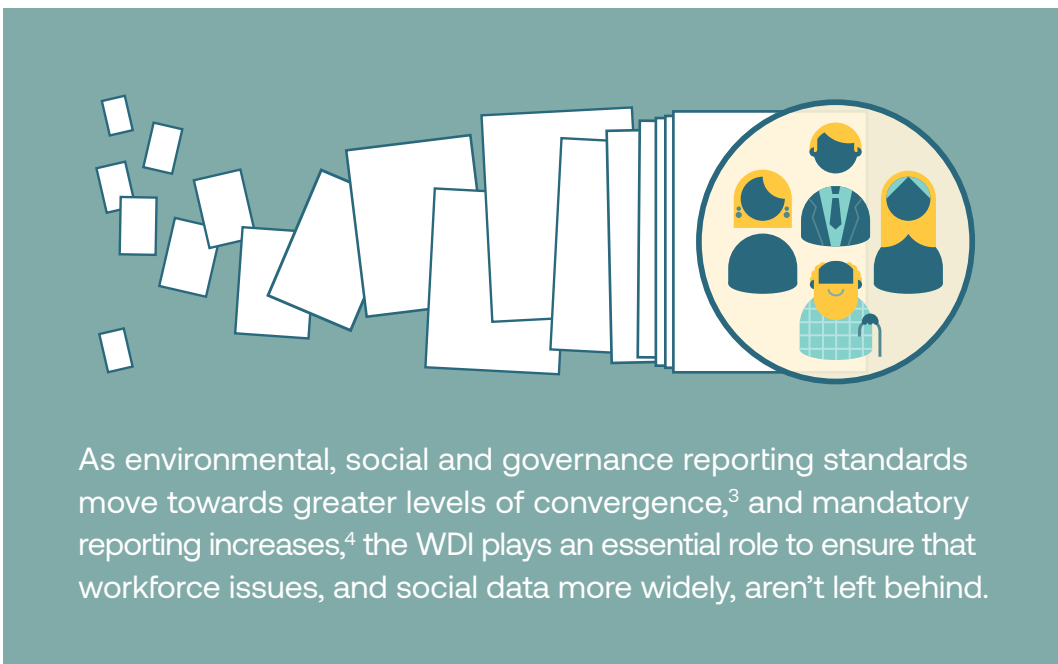 As environmental, social and governance reporting standards
move towards greater levels of convergence,³ and mandatory
reporting increases,⁴ the WDI plays an essential role to ensure that
workforce issues, and social data more widely, aren’t left behind.